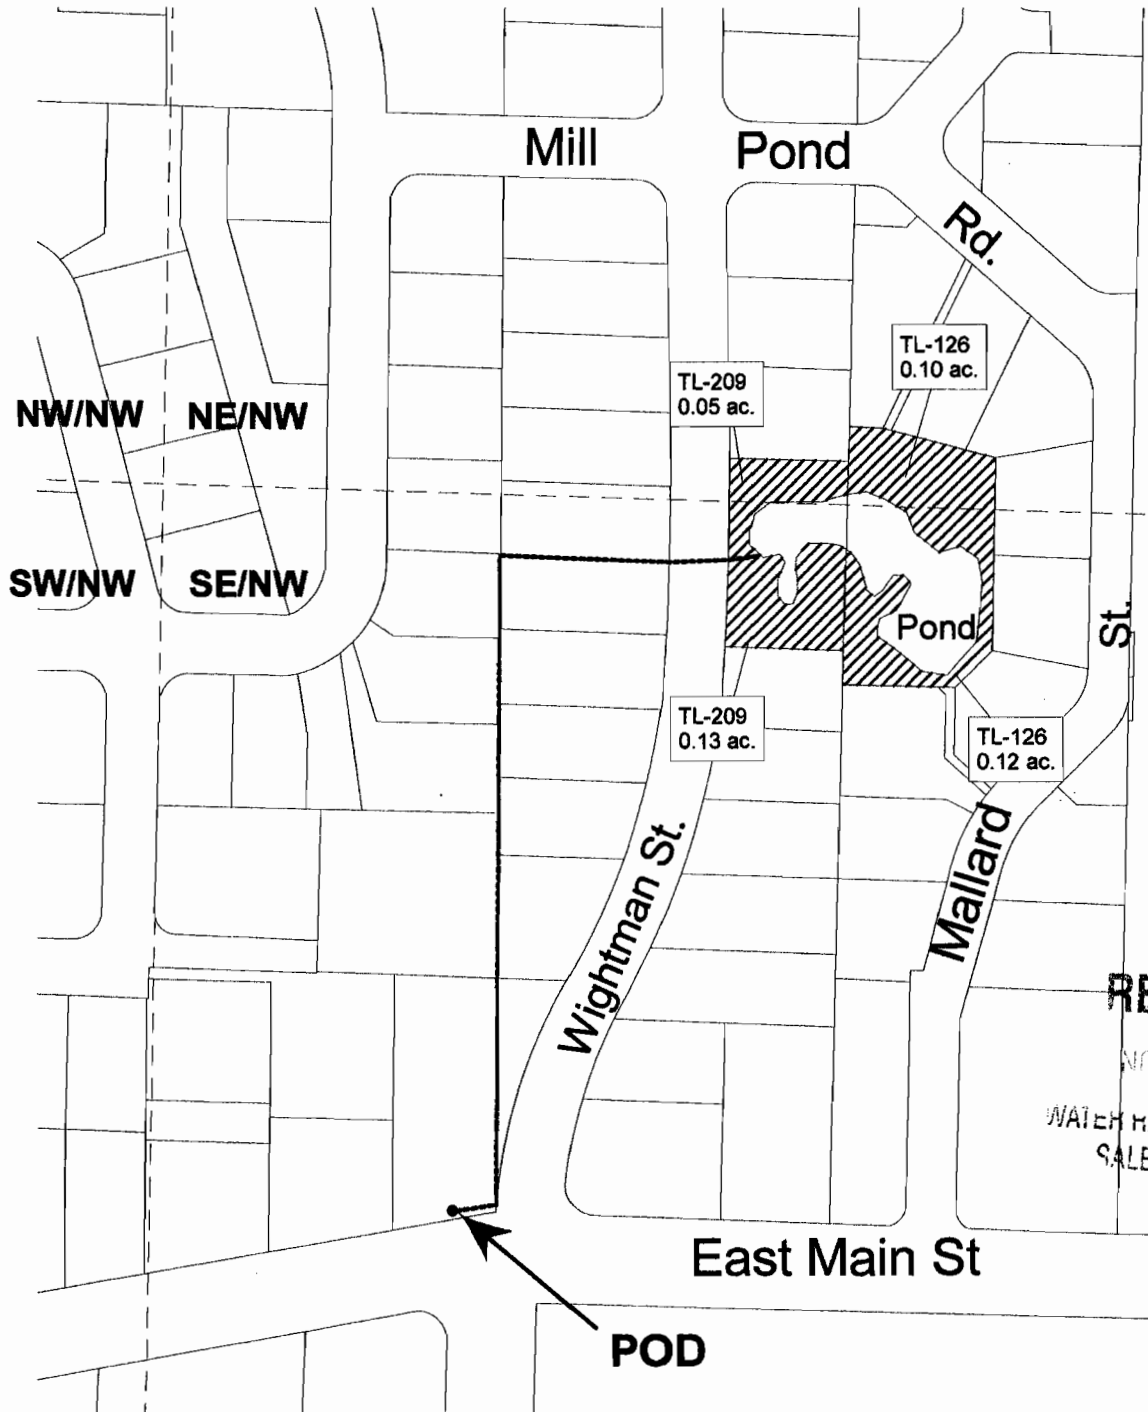 Mill Pond
Rd.
TL-126
0.10 ac.
TL-209
0.05 ac.
NW/NW NE/NW
SW/NW SE/NW
St.
Pond
TL-209
0.13 ac.
TL-126
0.12 ac.
Mallard
Wightman St.
East Main St
POD